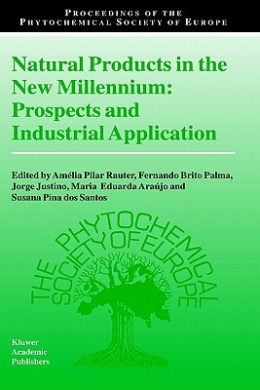 PROCEEDINGS OF THE
PHYTOCHEMICAL SOCIETY OF EUROPE
Natural Products in the
New Millennium:
Prospects and
Industrial Application
Edited by Amélia Pilar Rauter, Fernando Brito Palma,
Jorge Justino, Maria Eduarda Araújo and
Susana Pina dos Santos
THE PHYTOCHEMICAL
SOCIETY OF EUROPE
Kluwer
Academic
Publishers